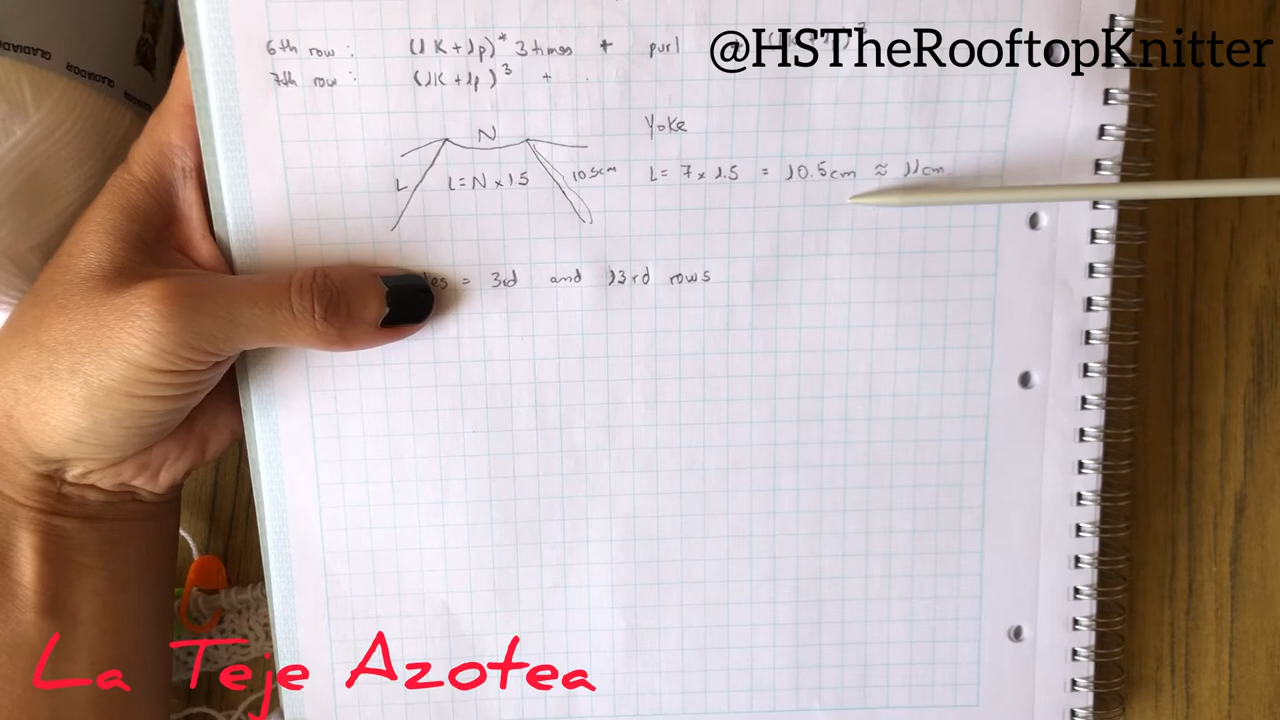 @HSTheRooftopKnitter
6th row: (1K+1p)* 3 times + purl
7th row: (1K+1p)³ +
N
Yoke
L
L=N×1.5
10.5cm
L= 7×1.5 = 10.5cm ≈ 11cm
= 3rd and 13rd rows
La Teje Azotea
GLADIADOR